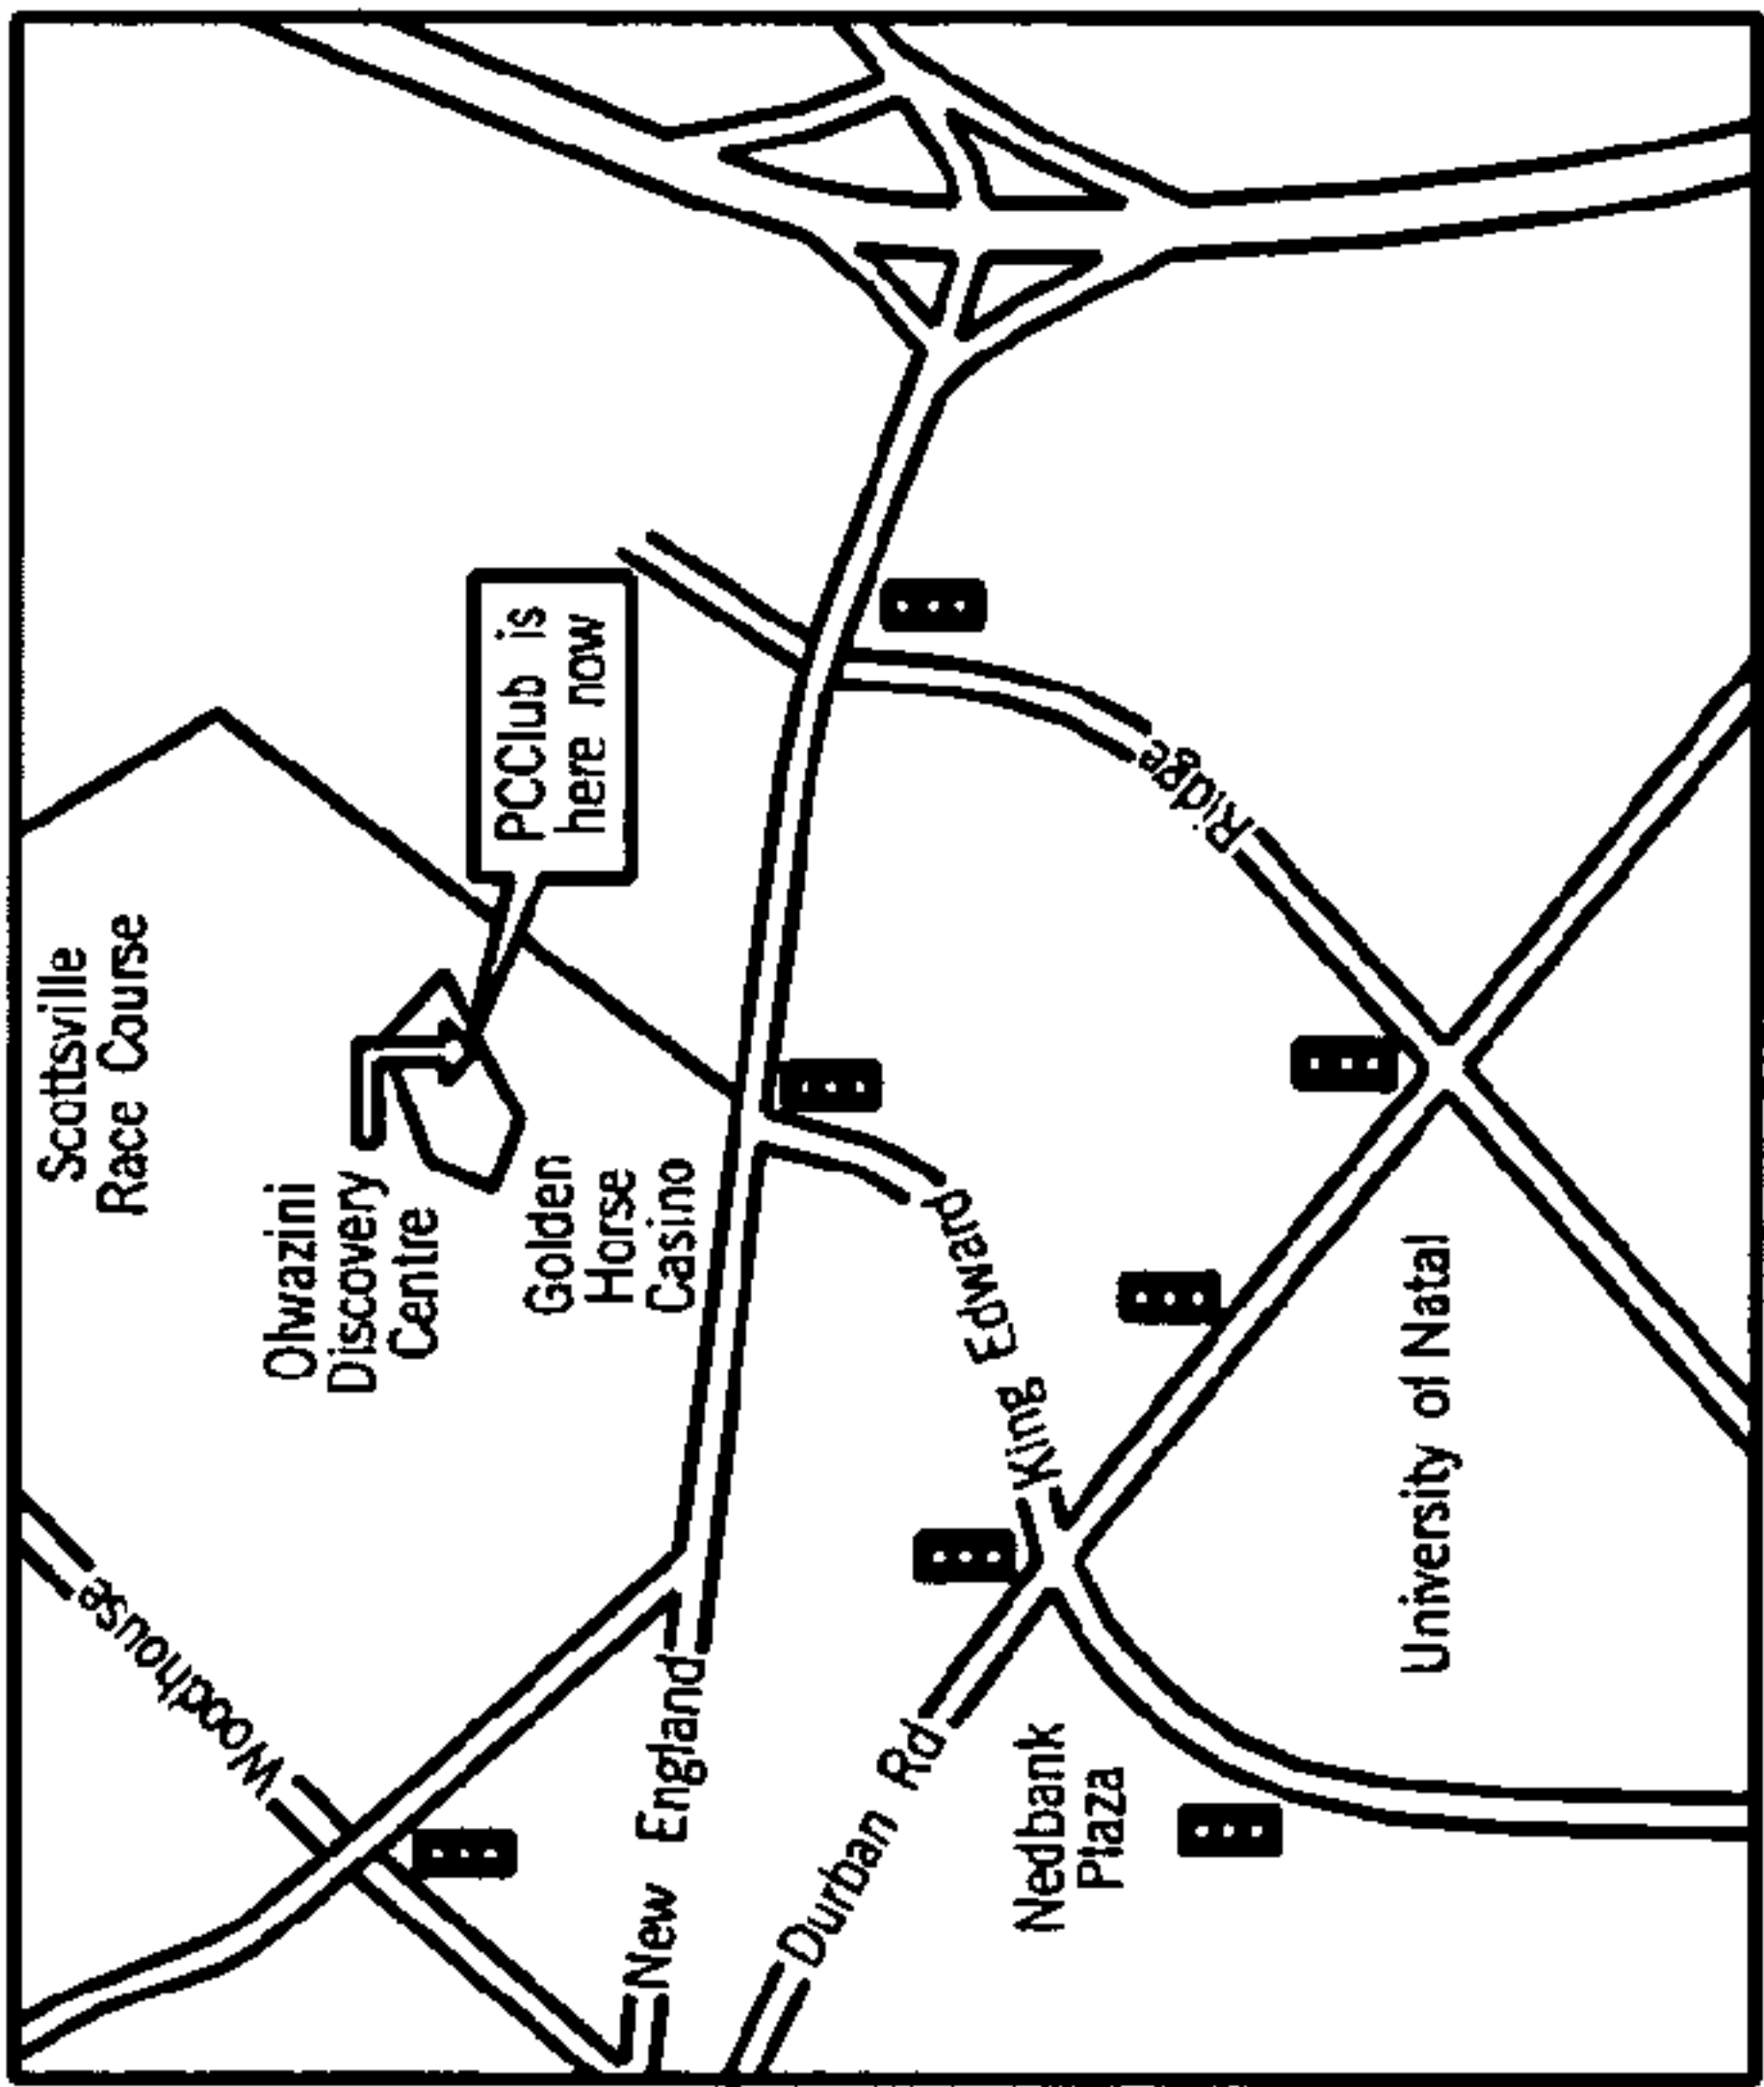 Scottsville
Race Course
Woodhouse
Olwazini
Discovery
Centre
PCClub is
here now
Golden
Horse
Casino
New England
Durban Rd
King Edward
Ridge
Nedbank
Plaza
University of Natal